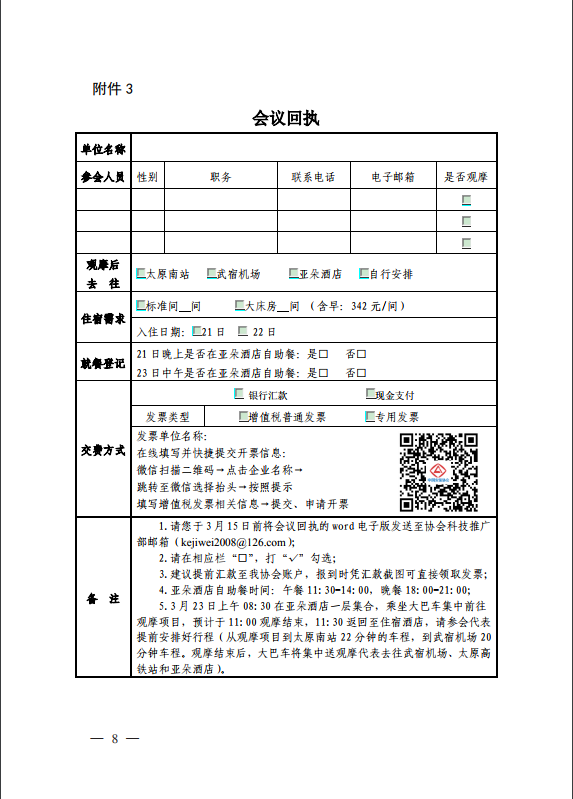 附件 3
会议回执
单位名称
参会人员 性别 职务 联系电话 电子邮箱 是否观摩
□
□
□
观摩后
去 往
□太原南站 □武宿机场 □亚朵酒店 □自行安排
住宿需求
□标准间__间 □大床房__间 (含早: 342 元/间)
入住日期: □21 日 □ 22 日
就餐登记
21 日晚上是否在亚朵酒店自助餐: 是□ 否□
23 日中午是否在亚朵酒店自助餐: 是□ 否□
交费方式
□ 银行汇款 □现金支付
发票类型 □增值税普通发票 □专用发票
发票单位名称:
在线填写并快捷提交开票信息:
微信扫描二维码→点击企业名称→
跳转至微信选择抬头→按照提示
填写增值税发票相关信息→提交、申请开票
备 注
1.请您于 3 月 15 日前将会议回执的 word 电子版发送至协会科技推广
部邮箱 (kejiwei2008@126.com);
2.请在相应栏“□”, 打“√”勾选;
3.建议提前汇款至我协会账户, 报到时凭汇款截图可直接领取发票;
4.亚朵酒店自助餐时间: 午餐 11:30-14:00, 晚餐 18:00-21:00;
5.3 月 23 日上午 08:30 在亚朵酒店一层集合, 乘坐大巴车集中前往
观摩项目, 预计于 11:00 观摩结束, 11:30 返回至住宿酒店, 请参会代表
提前安排好行程 (从观摩项目到太原南站 22 分钟的车程, 到武宿机场 20
分钟车程。观摩结束后, 大巴车将集中送观摩代表去往武宿机场、太原高
铁站和亚朵酒店)。
— 8 —